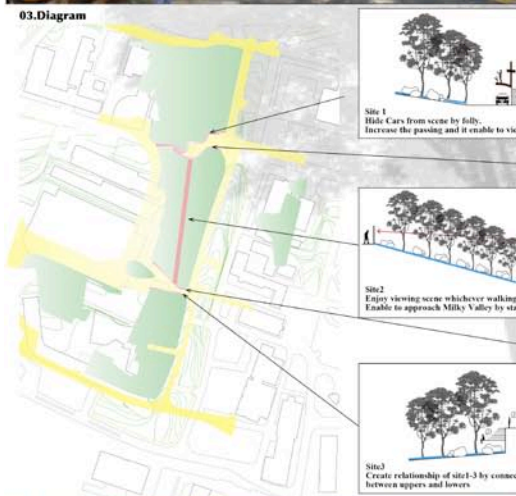 03.Diagram
Site 1
Hide Cars from scene by folly.
Increase the passing and it enable to vie
Site2
Enjoy viewing scene whichever walking
Enable to approach Milky Valley by sta
Site3
Create relationship of site1-3 by connec
between uppers and lowers